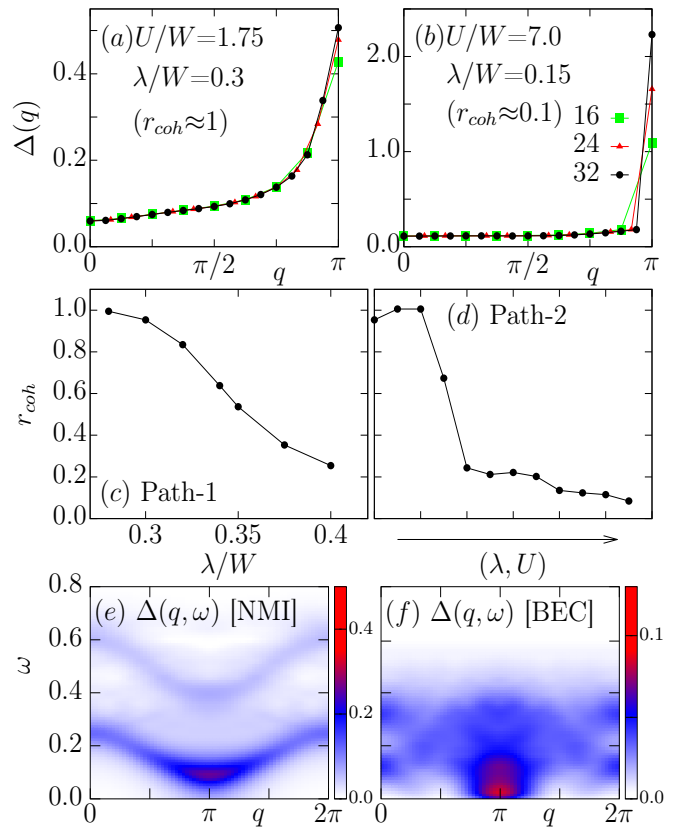 (a) U/W=1.75
λ/W=0.3
(r_coh≈1)
Δ(q)
0.4
0.2
0.0
0 π/2 q π
(b) U/W=7.0
λ/W=0.15
(r_coh≈0.1)
16
24
32
2.0
1.0
0.0
0 π/2 q π
r_coh
1.0
0.8
0.6
0.4
0.2
0.0
(c) Path-1
0.3 0.35 0.4
λ/W
(d) Path-2
(λ, U)
(e) Δ(q, ω) [NMI]
ω
0.8
0.6
0.4
0.2
0.0
0 π q 2π
0.4
0.2
0.0
(f) Δ(q, ω) [BEC]
0 π q 2π
0.1
0.0